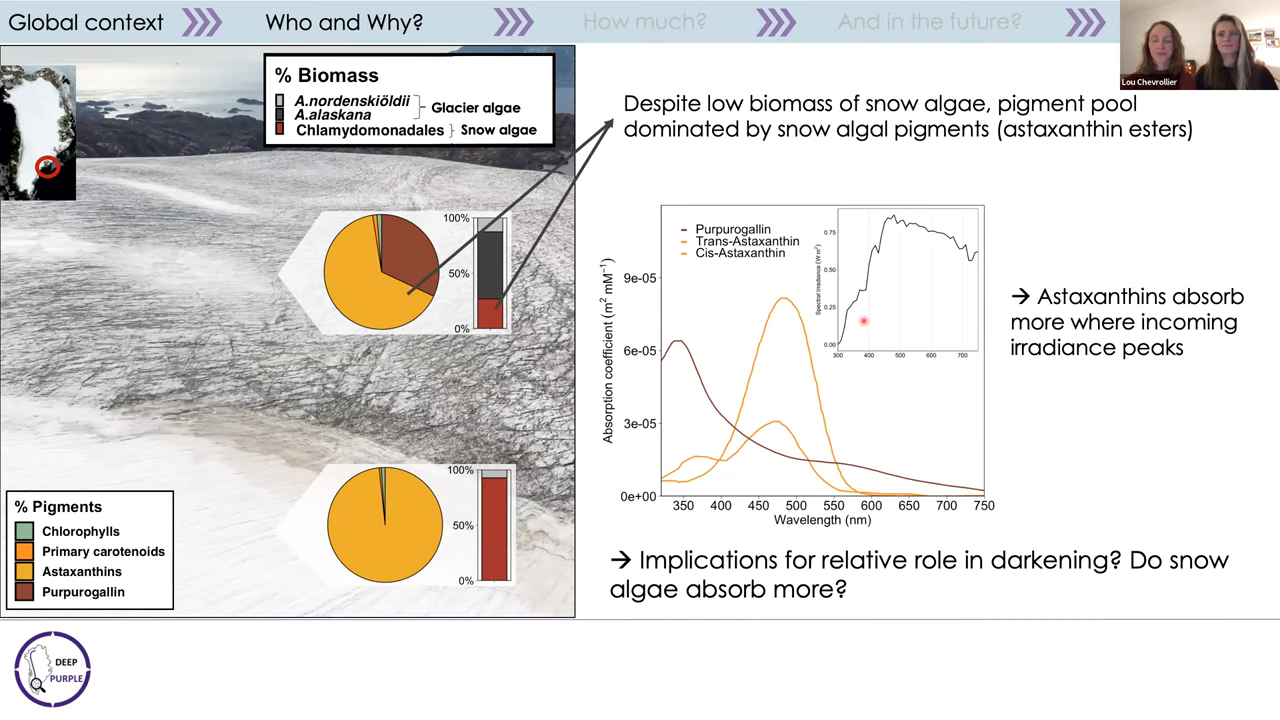 Global context
Who and Why?
How much?
And in the future?
Lou Chevrollier
% Biomass
A.nordenskiöldii
A.alaskana
Glacier algae
Chlamydomonadales
Snow algae
100%
50%
0%
100%
50%
0%
% Pigments
Chlorophylls
Primary carotenoids
Astaxanthins
Purpurogallin
Despite low biomass of snow algae, pigment pool
dominated by snow algal pigments (astaxanthin esters)
Purpurogallin
Trans-Astaxanthin
Cis-Astaxanthin
Absorption coefficient (m² mM⁻¹)
9e-05
6e-05
3e-05
0e+00
350 400 450 500 550 600 650 700 750
Wavelength (nm)
Spectral Irradiance (W m²)
0.75
0.50
0.25
0.00
300 400 500 600 700
→ Astaxanthins absorb
more where incoming
irradiance peaks
→ Implications for relative role in darkening? Do snow
algae absorb more?
DEEP
PURPLE